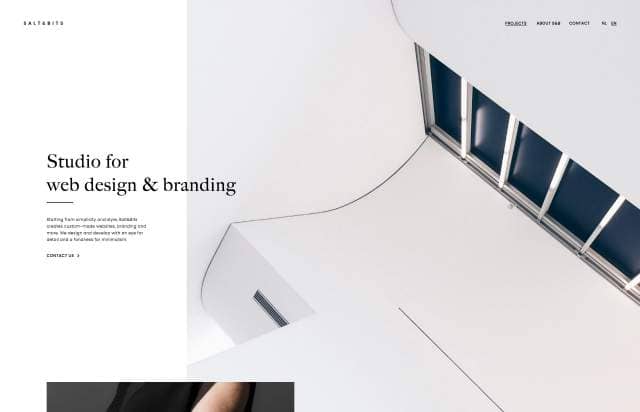 SALT&BITS
PROJECTS ABOUT S&B CONTACT NL EN
Studio for
web design & branding
Starting from simplicity and style, Salt&Bits
creates custom-made websites, branding and
more. We design and develop with an eye for
detail and a fondness for minimalism.
CONTACT US >